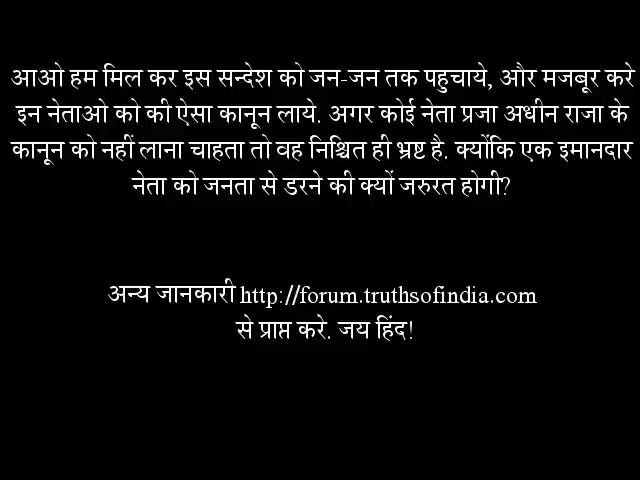 आओ हम मिल कर इस सन्देश को जन-जन तक पहुचाये, और मजबूर करे
इन नेताओ को की ऐसा कानून लाये. अगर कोई नेता प्रजा अधीन राजा के
कानून को नहीं लाना चाहता तो वह निश्चित ही भ्रष्ट है. क्योंकि एक इमानदार
नेता को जनता से डरने की क्यों जरुरत होगी?
अन्य जानकारी http://forum.truthsofindia.com
से प्राप्त करे. जय हिंद!